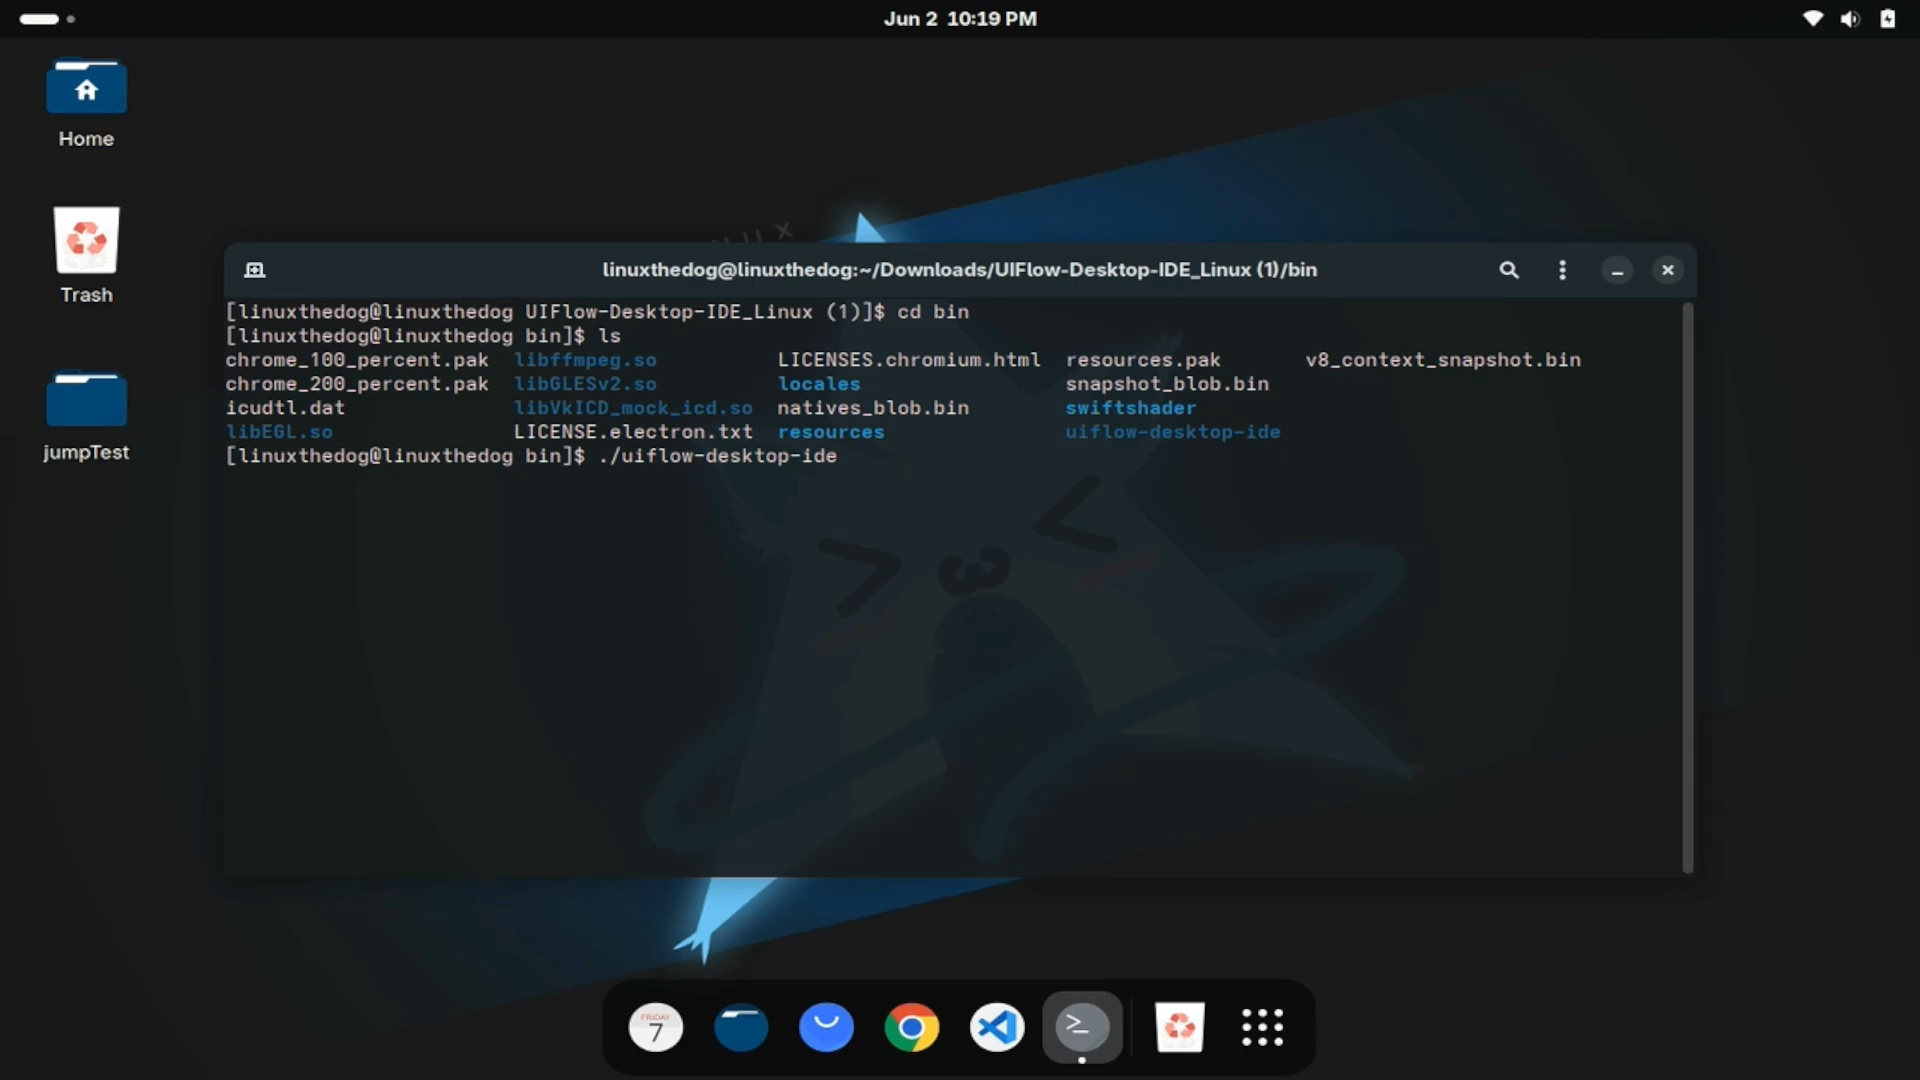 Jun 2 10:19 PM
Home
Trash
jumpTest
linuxthedog@linuxthedog:~/Downloads/UIFlow-Desktop-IDE_Linux (1)/bin
[linuxthedog@linuxthedog UIFlow-Desktop-IDE_Linux (1)]$ cd bin
[linuxthedog@linuxthedog bin]$ ls
chrome_100_percent.pak libffmpeg.so LICENSES.chromium.html resources.pak v8_context_snapshot.bin
chrome_200_percent.pak libGLESv2.so locales snapshot_blob.bin
icudtl.dat libVkICD_mock_icd.so natives_blob.bin swiftshader
libEGL.so LICENSE.electron.txt resources uiflow-desktop-ide
[linuxthedog@linuxthedog bin]$ ./uiflow-desktop-ide
FRIDAY
7